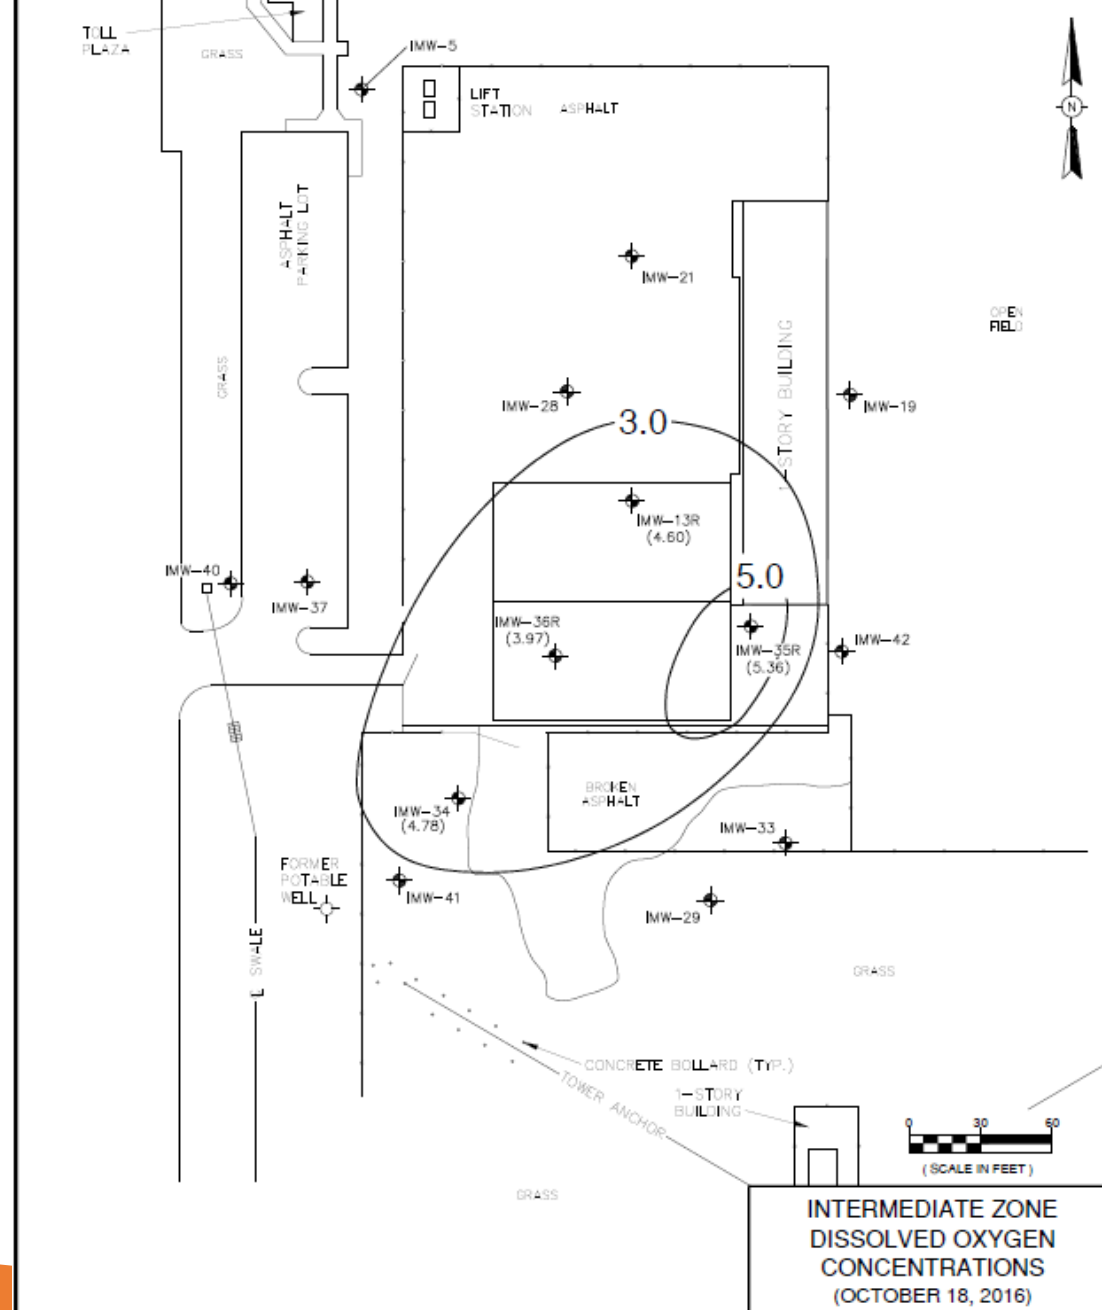 TOLL
PLAZA
GRASS
IMW-5
LIFT
STATION
ASPHALT
N
ASPHALT
PARKING LOT
IMW-21
OPEN
FIELD
GRASS
1-STORY BUILDING
IMW-28
IMW-19
3.0
IMW-13R
(4.60)
IMW-40
5.0
IMW-37
IMW-36R
(3.97)
IMW-35R
(5.36)
IMW-42
BROKEN
ASPHALT
IMW-34
(4.78)
IMW-33
FORMER
POTABLE
WELL
IMW-41
IMW-29
SWALE
GRASS
CONCRETE BOLLARD (TYP.)
TOWER ANCHOR
1-STORY
BUILDING
0 30 60
( SCALE IN FEET )
GRASS
INTERMEDIATE ZONE
DISSOLVED OXYGEN
CONCENTRATIONS
(OCTOBER 18, 2016)